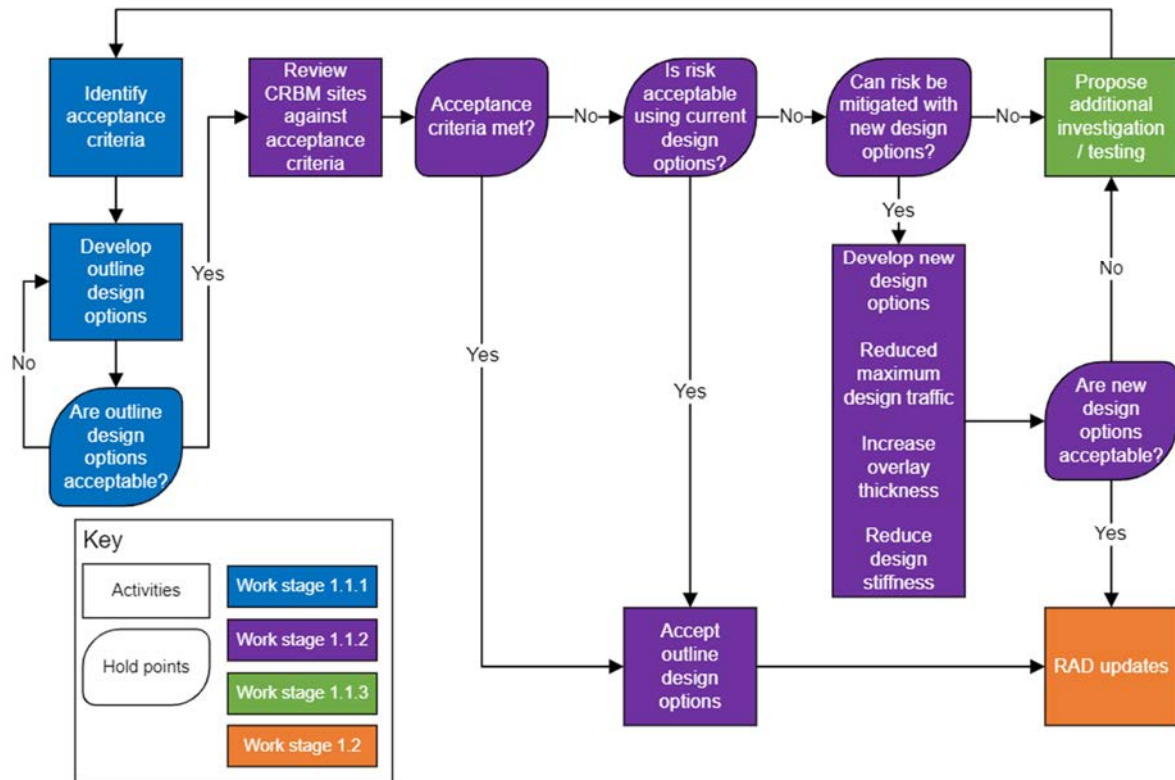 Identify
acceptance
criteria
Develop
outline
design
options
No
Are outline
design
options
acceptable?
Yes
Review
CRBM sites
against
acceptance
criteria
Acceptance
criteria met?
No
Yes
Is risk
acceptable
using current
design
options?
No
Yes
Can risk be
mitigated with
new design
options?
No
Yes
Propose
additional
investigation
/ testing
Develop new
design
options
Reduced
maximum
design traffic
Increase
overlay
thickness
Reduce
design
stiffness
No
Are new
design
options
acceptable?
Yes
Accept
outline
design
options
RAD updates
Key
Activities
Hold points
Work stage 1.1.1
Work stage 1.1.2
Work stage 1.1.3
Work stage 1.2